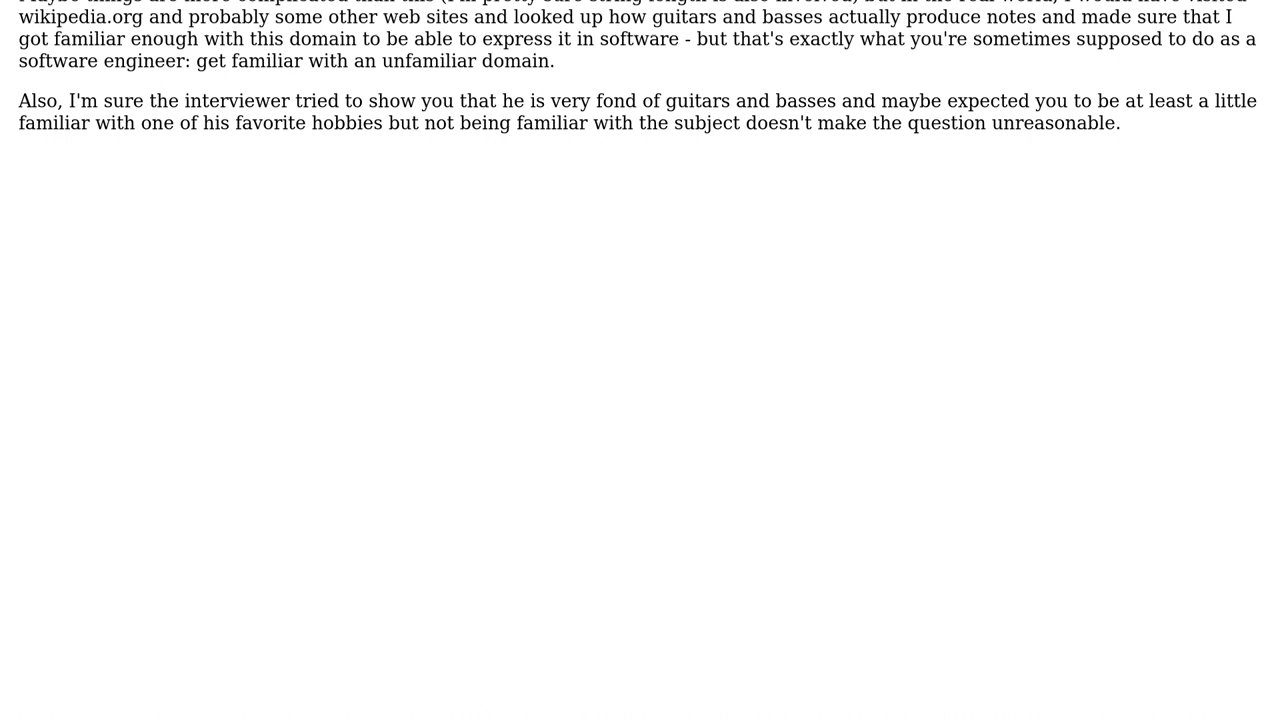 wikipedia.org and probably some other web sites and looked up how guitars and basses actually produce notes and made sure that I
got familiar enough with this domain to be able to express it in software - but that's exactly what you're sometimes supposed to do as a
software engineer: get familiar with an unfamiliar domain.
Also, I'm sure the interviewer tried to show you that he is very fond of guitars and basses and maybe expected you to be at least a little
familiar with one of his favorite hobbies but not being familiar with the subject doesn't make the question unreasonable.